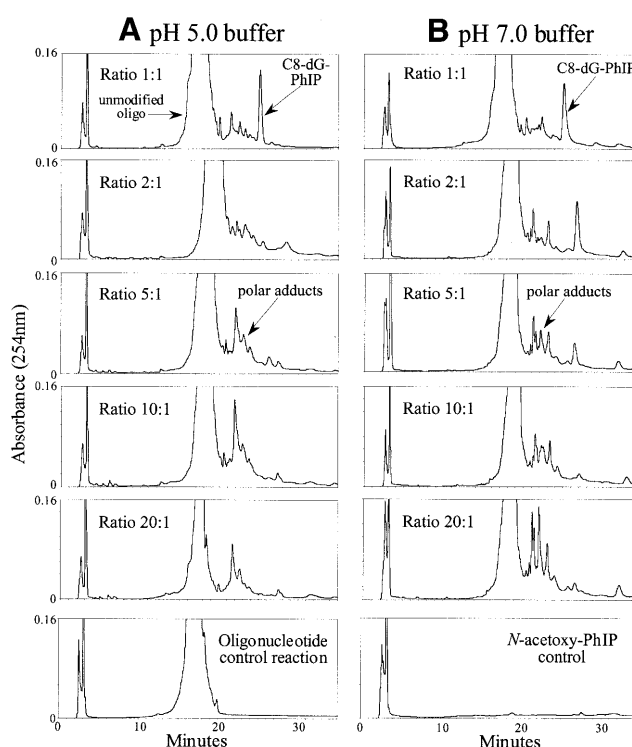 A pH 5.0 buffer
B pH 7.0 buffer
Absorbance (254nm)
0.16
Ratio 1:1
unmodified
oligo
C8-dG-
PhIP
0
0.16
Ratio 2:1
0
0.16
Ratio 5:1
polar adducts
0
0.16
Ratio 10:1
0
0.16
Ratio 20:1
0
0.16
Oligonucleotide
control reaction
0
0
10
20
30
Minutes
Ratio 1:1
C8-dG-PhIP
Ratio 2:1
Ratio 5:1
polar adducts
Ratio 10:1
Ratio 20:1
N-acetoxy-PhIP
control
0
10
20
30
Minutes